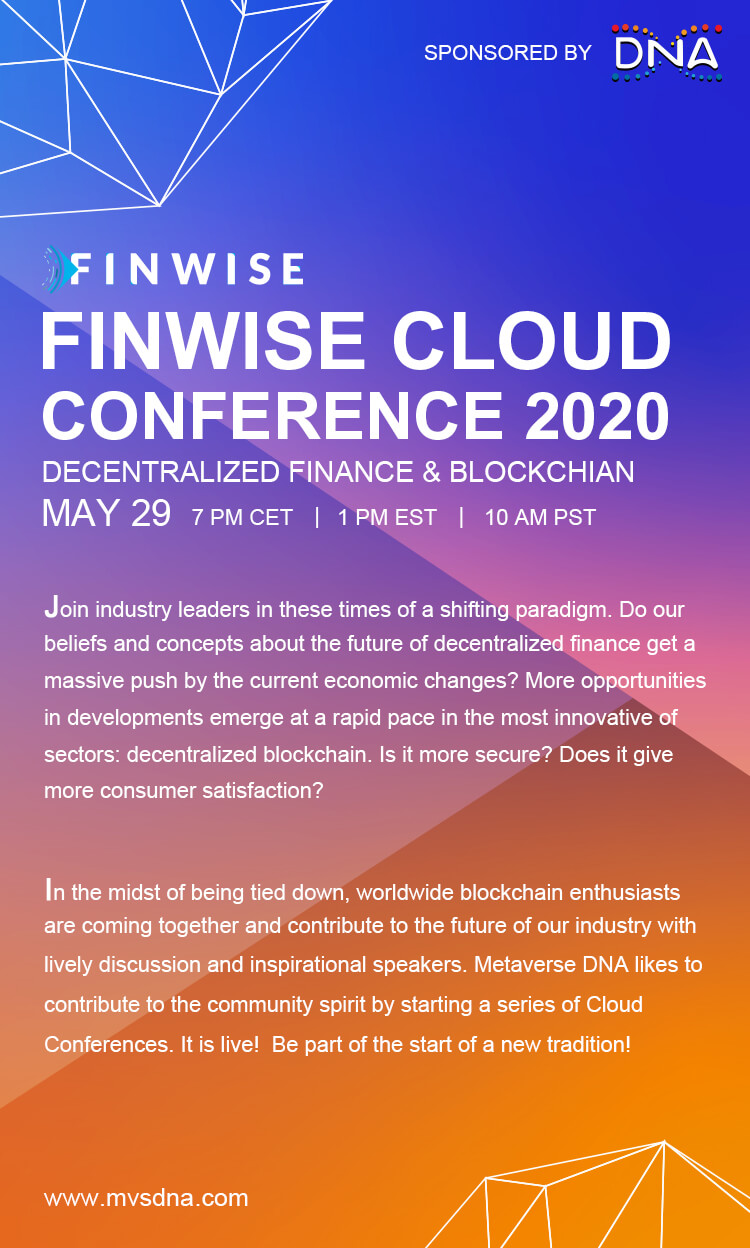 SPONSORED BY DNA
FINWISE
FINWISE CLOUD
CONFERENCE 2020
DECENTRALIZED FINANCE & BLOCKCHIAN
MAY 29 7 PM CET | 1 PM EST | 10 AM PST
Join industry leaders in these times of a shifting paradigm. Do our
beliefs and concepts about the future of decentralized finance get a
massive push by the current economic changes? More opportunities
in developments emerge at a rapid pace in the most innovative of
sectors: decentralized blockchain. Is it more secure? Does it give
more consumer satisfaction?
In the midst of being tied down, worldwide blockchain enthusiasts
are coming together and contribute to the future of our industry with
lively discussion and inspirational speakers. Metaverse DNA likes to
contribute to the community spirit by starting a series of Cloud
Conferences. It is live!  Be part of the start of a new tradition!
www.mvsdna.com